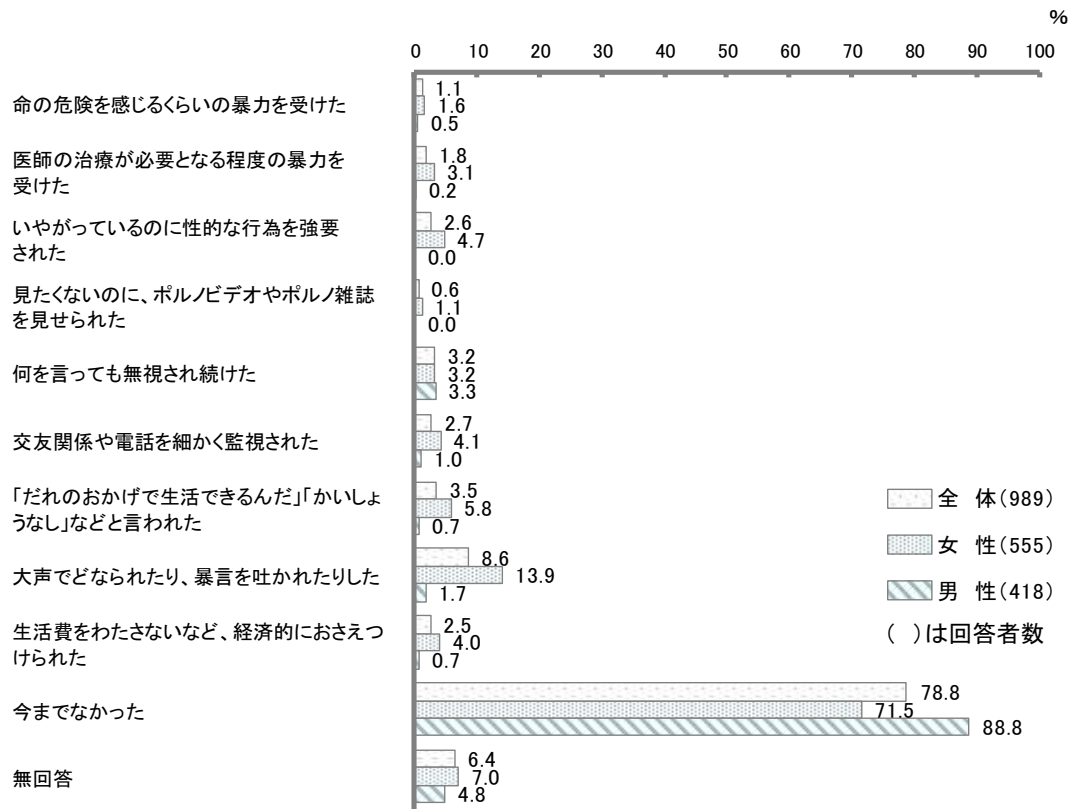 %
0 10 20 30 40 50 60 70 80 90 100
命の危険を感じるくらいの暴力を受けた
1.1
1.6
0.5
医師の治療が必要となる程度の暴力を
受けた
1.8
3.1
0.2
いやがっているのに性的な行為を強要
された
2.6
4.7
0.0
見たくないのに、ポルノビデオやポルノ雑誌
を見せられた
0.6
1.1
0.0
何を言っても無視され続けた
3.2
3.2
3.3
交友関係や電話を細かく監視された
2.7
4.1
1.0
「だれのおかげで生活できるんだ」「かいしょ
うなし」などと言われた
3.5
5.8
0.7
大声でどなられたり、暴言を吐かれたりした
8.6
13.9
1.7
生活費をわたさないなど、経済的におさえつ
けられた
2.5
4.0
0.7
今までなかった
78.8
71.5
88.8
無回答
6.4
7.0
4.8
全 体(989)
女 性(555)
男 性(418)
( )は回答者数